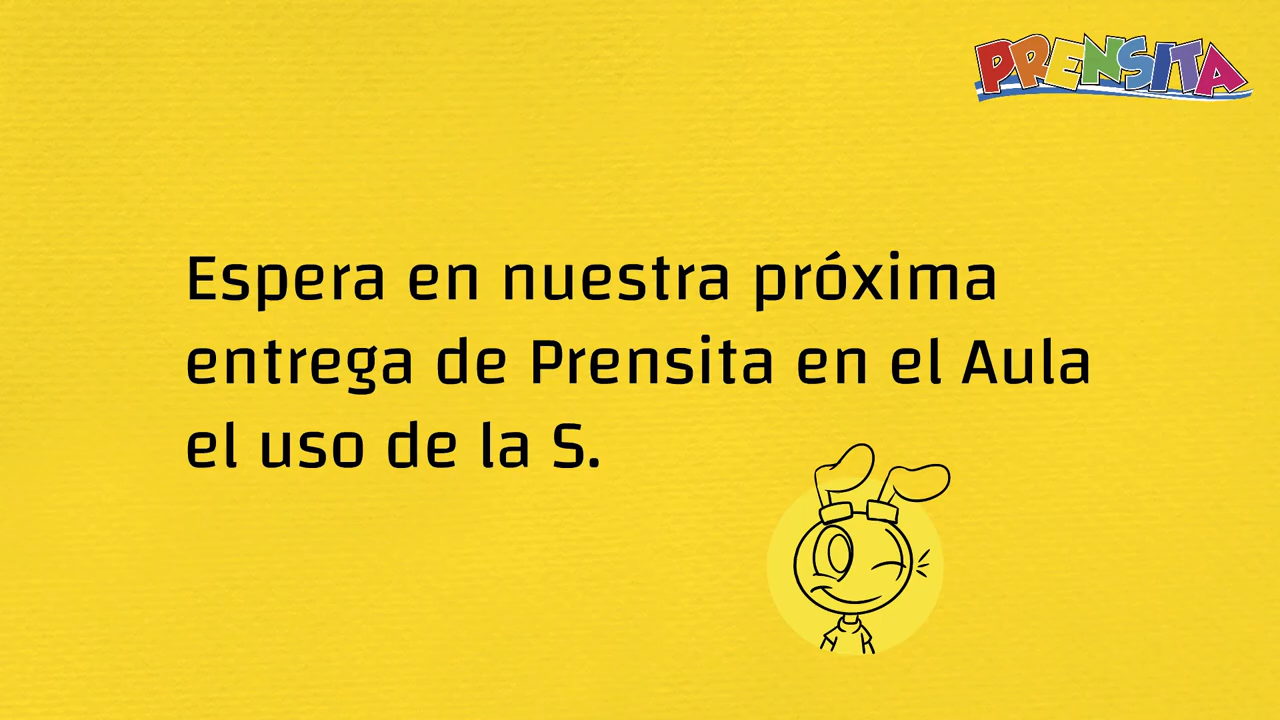 PRENSITA
Espera en nuestra próxima
entrega de Prensita en el Aula
el uso de la S.